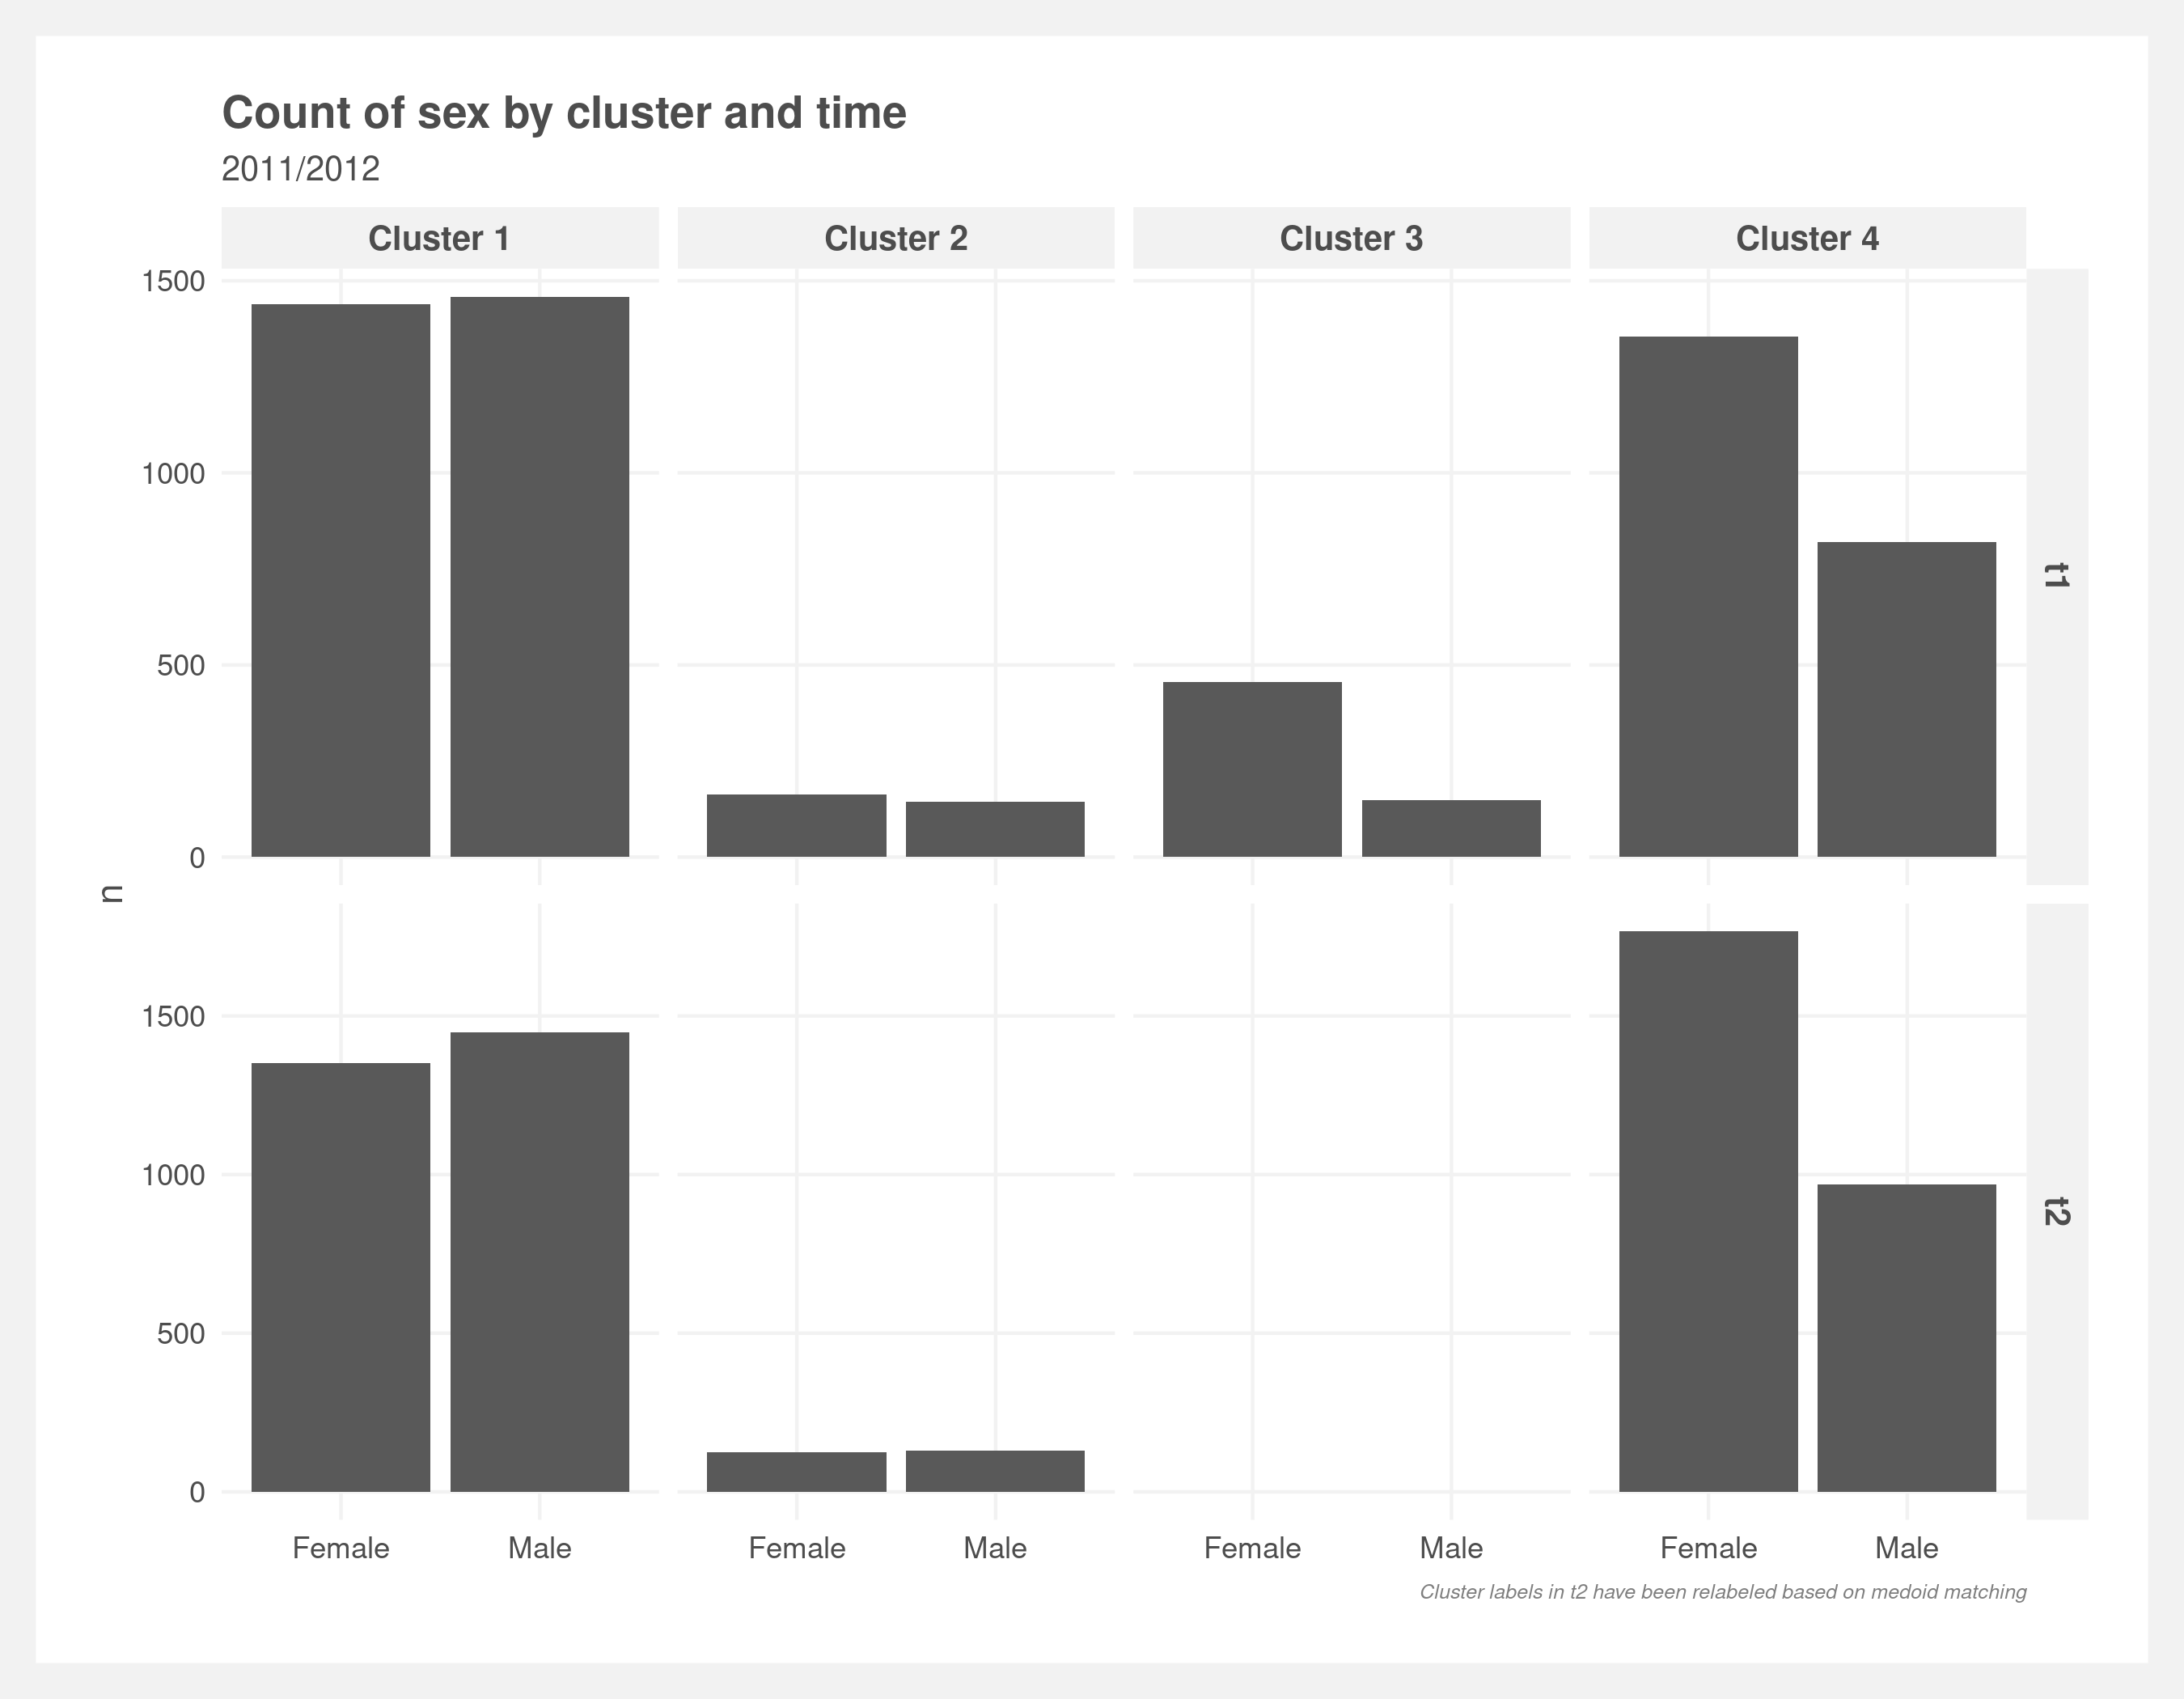 Count of sex by cluster and time
2011/2012
Cluster 1 Cluster 2 Cluster 3 Cluster 4
1500
1000
500
0
t1
n
1500
1000
500
0
t2
Female Male Female Male Female Male Female Male
Cluster labels in t2 have been relabeled based on medoid matching